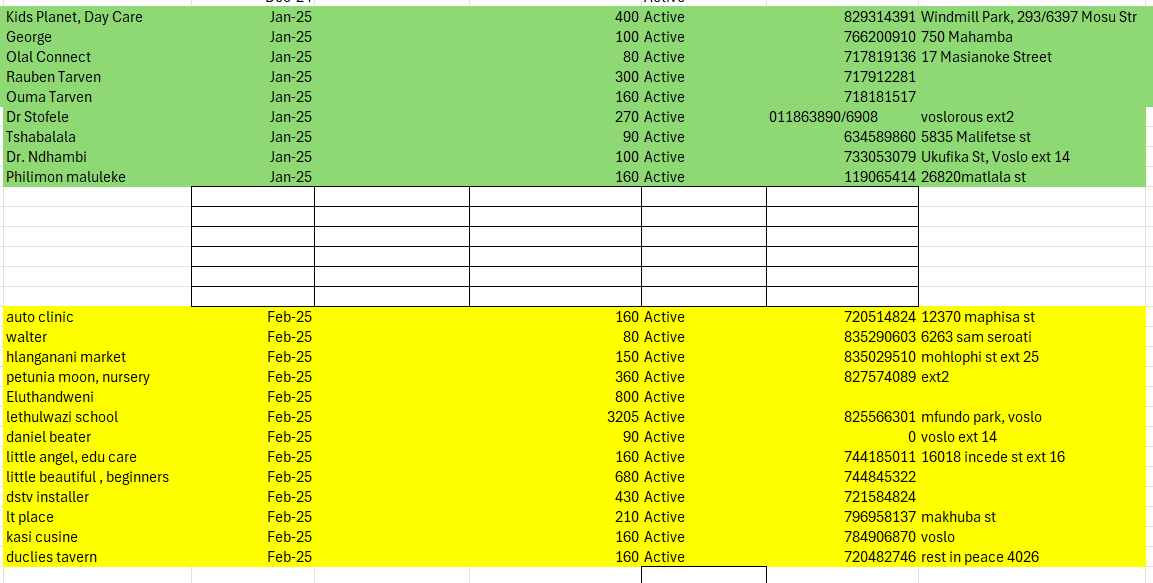 Kids Planet, Day Care Jan-25 400 Active 829314391 Windmill Park, 293/6397 Mosu Str
George Jan-25 100 Active 766200910 750 Mahamba
Olal Connect Jan-25 80 Active 717819136 17 Masianoke Street
Rauben Tarven Jan-25 300 Active 717912281
Ouma Tarven Jan-25 160 Active 718181517
Dr Stofele Jan-25 270 Active 011863890/6908 voslorous ext2
Tshabalala Jan-25 90 Active 634589860 5835 Malifetse st
Dr. Ndhambi Jan-25 100 Active 733053079 Ukufika St, Voslo ext 14
Philimon maluleke Jan-25 160 Active 119065414 26820matlala st
auto clinic Feb-25 160 Active 720514824 12370 maphisa st
walter Feb-25 80 Active 835290603 6263 sam seroati
hlanganani market Feb-25 150 Active 835029510 mohlophi st ext 25
petunia moon, nursery Feb-25 360 Active 827574089 ext2
Eluthandweni Feb-25 800 Active
lethulwazi school Feb-25 3205 Active 825566301 mfundo park, voslo
daniel beater Feb-25 90 Active 0 voslo ext 14
little angel, edu care Feb-25 160 Active 744185011 16018 incede st ext 16
little beautiful , beginners Feb-25 680 Active 744845322
dstv installer Feb-25 430 Active 721584824
lt place Feb-25 210 Active 796958137 makhuba st
kasi cusine Feb-25 160 Active 784906870 voslo
duclies tavern Feb-25 160 Active 720482746 rest in peace 4026